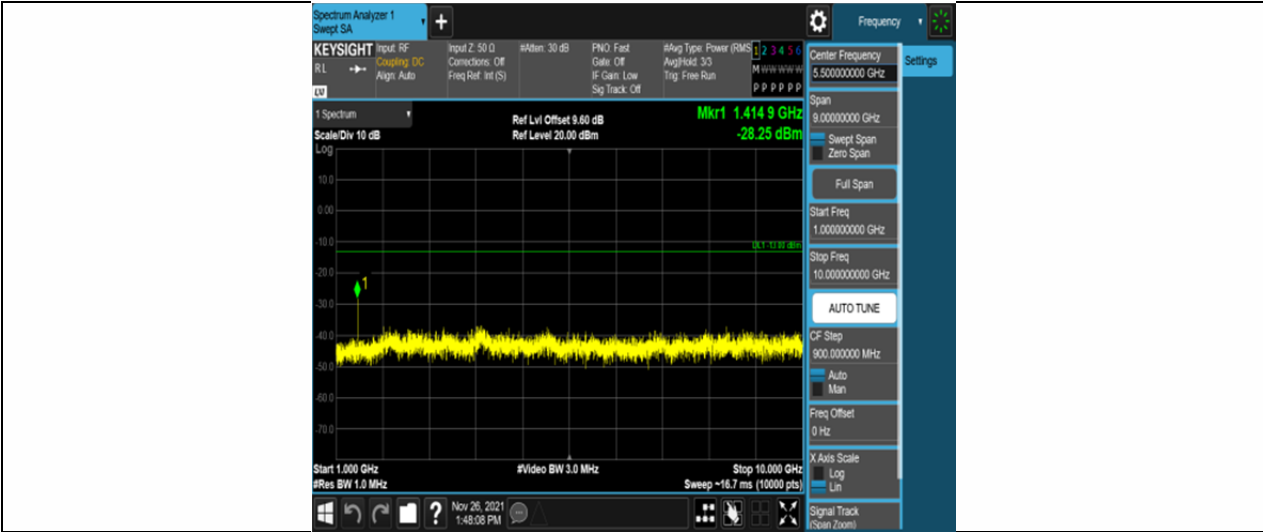 Spectrum Analyzer 1
Swept SA
+
Frequency
KEYSIGHT
RL
LV
Input: RF
Coupling: DC
Align: Auto
Input Z: 50 Ω
Corrections: Off
Freq Ref: Int (S)
#Atten: 30 dB
PNO: Fast
Gate: Off
IF Gain: Low
Sig Track: Off
#Avg Type: Power (RMS
Avg|Hold: 3/3
Trig: Free Run
1 2 3 4 5 6
M w w w w w
P P P P P P
1 Spectrum
Scale/Div 10 dB
Ref Lvl Offset 9.60 dB
Ref Level 20.00 dBm
Mkr1 1.414 9 GHz
-28.25 dBm
Log
10.0
0.00
-10.0
-20.0
-30.0
-40.0
-50.0
-60.0
-70.0
DL1 -13.00 dBm
1
Start 1.000 GHz
#Res BW 1.0 MHz
#Video BW 3.0 MHz
Stop 10.000 GHz
Sweep ~16.7 ms (10000 pts)
?
Nov 26, 2021
1:48:08 PM
Center Frequency
5.500000000 GHz
Span
9.00000000 GHz
Swept Span
Zero Span
Full Span
Start Freq
1.000000000 GHz
Stop Freq
10.000000000 GHz
AUTO TUNE
CF Step
900.000000 MHz
Auto
Man
Freq Offset
0 Hz
X Axis Scale
Log
Lin
Signal Track
(Span Zoom)
Settings